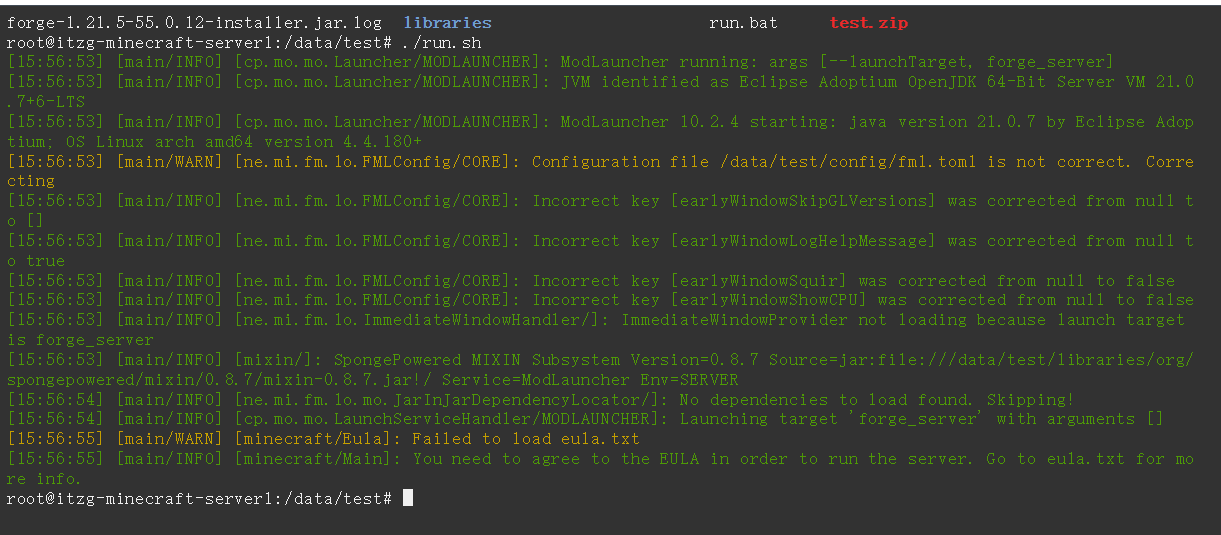 forge-1.21.5-55.0.12-installer.jar.log libraries run.bat test.zip
root@itzg-minecraft-server1:/data/test# ./run.sh
[15:56:53] [main/INFO] [cp.mo.mo.Launcher/MODLAUNCHER]: ModLauncher running: args [--launchTarget, forge_server]
[15:56:53] [main/INFO] [cp.mo.mo.Launcher/MODLAUNCHER]: JVM identified as Eclipse Adoptium OpenJDK 64-Bit Server VM 21.0
.7+6-LTS
[15:56:53] [main/INFO] [cp.mo.mo.Launcher/MODLAUNCHER]: ModLauncher 10.2.4 starting: java version 21.0.7 by Eclipse Adop
tium; OS Linux arch amd64 version 4.4.180+
[15:56:53] [main/WARN] [ne.mi.fm.lo.FMLConfig/CORE]: Configuration file /data/test/config/fml.toml is not correct. Corre
cting
[15:56:53] [main/INFO] [ne.mi.fm.lo.FMLConfig/CORE]: Incorrect key [earlyWindowSkipGLVersions] was corrected from null t
o []
[15:56:53] [main/INFO] [ne.mi.fm.lo.FMLConfig/CORE]: Incorrect key [earlyWindowLogHelpMessage] was corrected from null t
o true
[15:56:53] [main/INFO] [ne.mi.fm.lo.FMLConfig/CORE]: Incorrect key [earlyWindowSquir] was corrected from null to false
[15:56:53] [main/INFO] [ne.mi.fm.lo.FMLConfig/CORE]: Incorrect key [earlyWindowShowCPU] was corrected from null to false
[15:56:53] [main/INFO] [ne.mi.fm.lo.ImmediateWindowHandler/]: ImmediateWindowProvider not loading because launch target
is forge_server
[15:56:53] [main/INFO] [mixin/]: SpongePowered MIXIN Subsystem Version=0.8.7 Source=jar:file:///data/test/libraries/org/
spongepowered/mixin/0.8.7/mixin-0.8.7.jar!/ Service=ModLauncher Env=SERVER
[15:56:54] [main/INFO] [ne.mi.fm.lo.mo.JarInJarDependencyLocator/]: No dependencies to load found. Skipping!
[15:56:54] [main/INFO] [cp.mo.mo.LaunchServiceHandler/MODLAUNCHER]: Launching target 'forge_server' with arguments []
[15:56:55] [main/WARN] [minecraft/Eula]: Failed to load eula.txt
[15:56:55] [main/INFO] [minecraft/Main]: You need to agree to the EULA in order to run the server. Go to eula.txt for mo
re info.
root@itzg-minecraft-server1:/data/test#